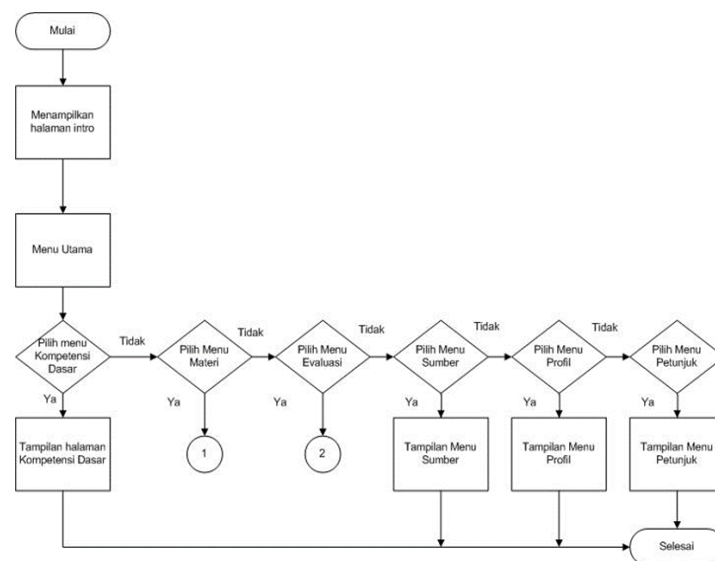 Mulai
Menampilkan
halaman intro
Menu Utama
Pilih menu
Kompetensi
Dasar
Tidak
Pilih Menu
Materi
Tidak
Pilih Menu
Evaluasi
Tidak
Pilih Menu
Sumber
Tidak
Pilih Menu
Profil
Tidak
Pilih Menu
Petunjuk
Ya
Ya
Ya
Ya
Ya
Ya
Tampilan halaman
Kompetensi Dasar
1
2
Tampilan Menu
Sumber
Tampilan Menu
Profil
Tampilan Menu
Petunjuk
Selesai